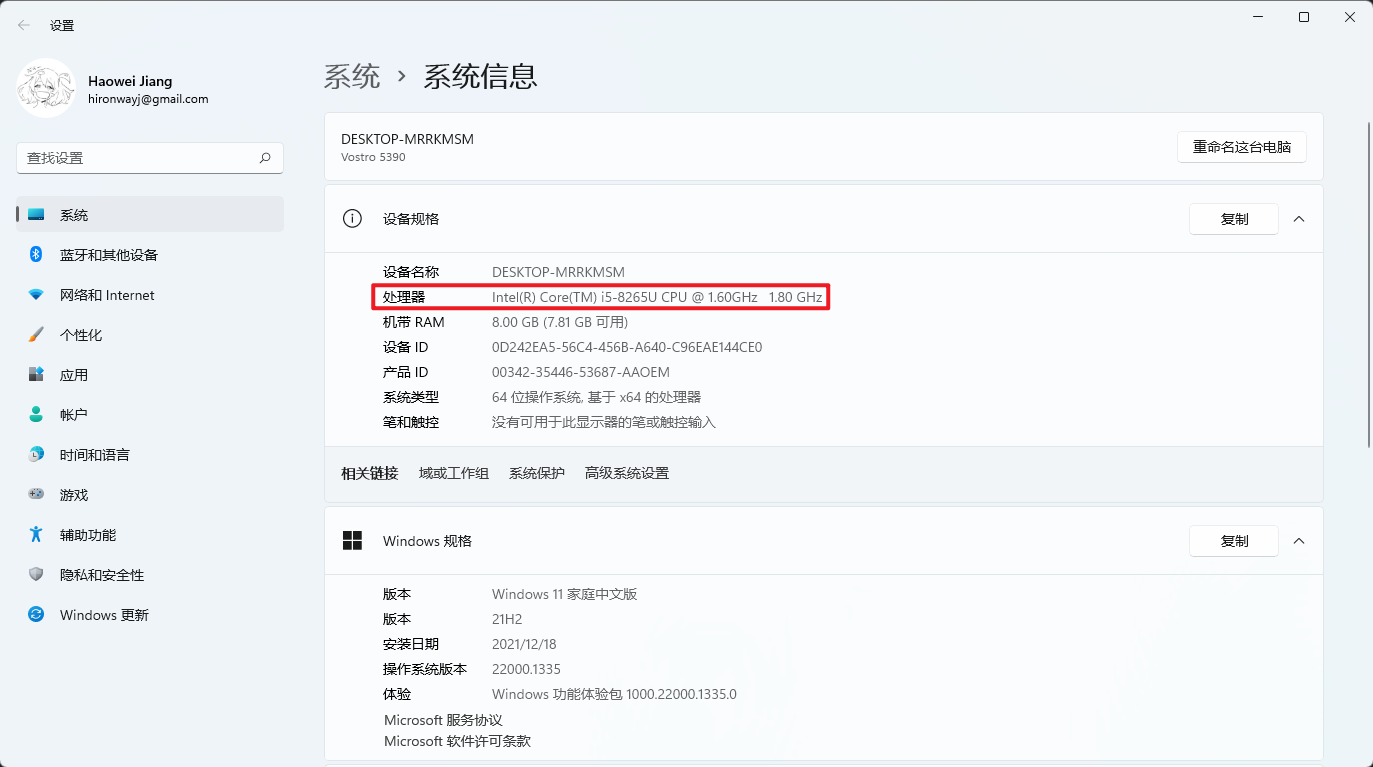 设置
Haowei Jiang
hironwayj@gmail.com
查找设置
系统
蓝牙和其他设备
网络和 Internet
个性化
应用
帐户
时间和语言
游戏
辅助功能
隐私和安全性
Windows 更新
系统 › 系统信息
DESKTOP-MRRKMSM
Vostro 5390
重命名这台电脑
设备规格
复制
设备名称 DESKTOP-MRRKMSM
处理器 Intel(R) Core(TM) i5-8265U CPU @ 1.60GHz 1.80 GHz
机带 RAM 8.00 GB (7.81 GB 可用)
设备 ID 0D242EA5-56C4-456B-A640-C96EAE144CE0
产品 ID 00342-35446-53687-AAOEM
系统类型 64 位操作系统, 基于 x64 的处理器
笔和触控 没有可用于此显示器的笔或触控输入
相关链接 域或工作组 系统保护 高级系统设置
Windows 规格
复制
版本 Windows 11 家庭中文版
版本 21H2
安装日期 2021/12/18
操作系统版本 22000.1335
体验 Windows 功能体验包 1000.22000.1335.0
Microsoft 服务协议
Microsoft 软件许可条款